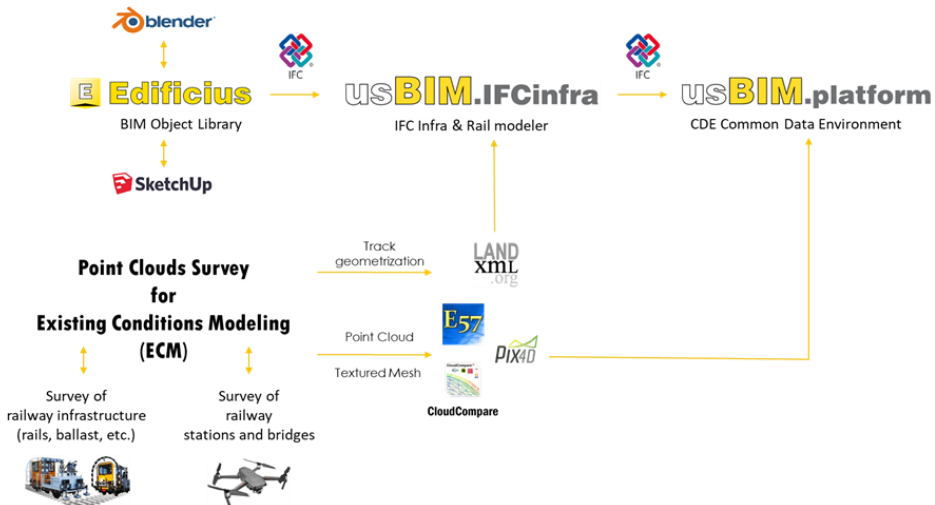 blender
IFC
IFC
E Edificius
usBIM.IFCinfra
usBIM.platform
BIM Object Library
IFC Infra & Rail modeler
CDE Common Data Environment
SketchUp
Point Clouds Survey
for
Existing Conditions Modeling
(ECM)
Track
geometrization
LAND
xml
.org
Point Cloud
Textured Mesh
E57
PIX4D
CloudCompare
Survey of
railway infrastructure
(rails, ballast, etc.)
Survey of
railway
stations and bridges